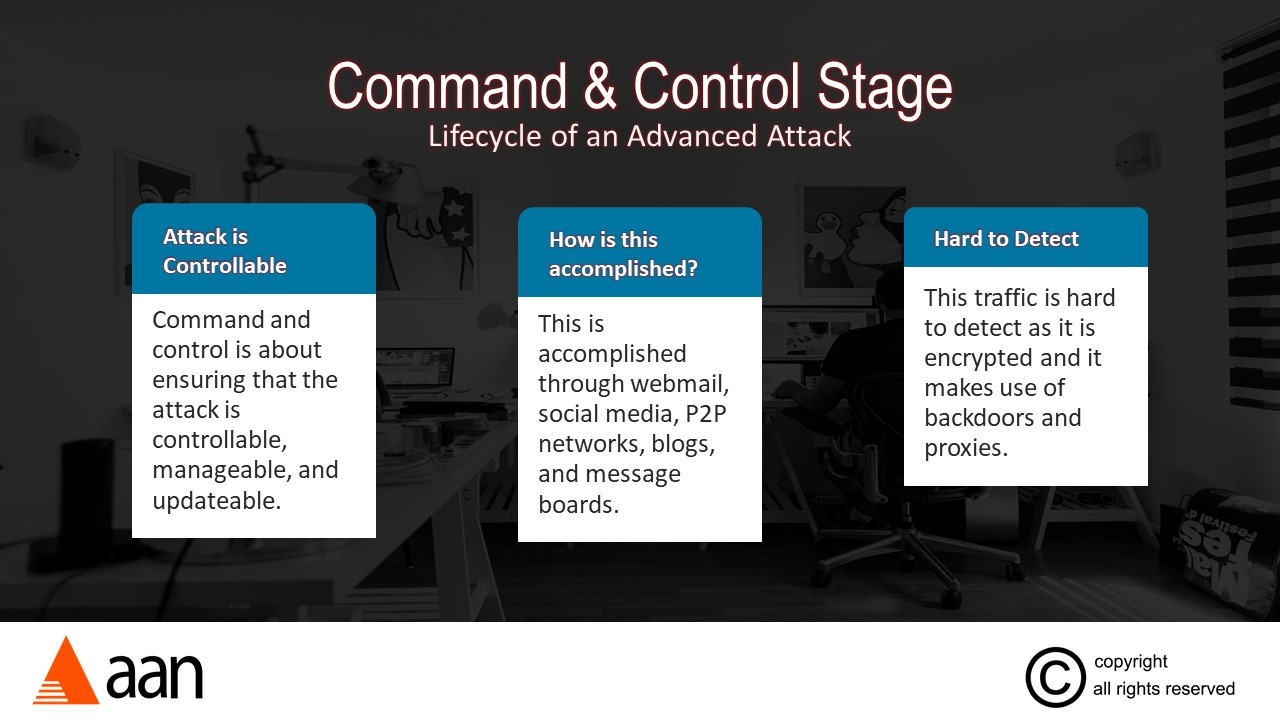 Command & Control Stage
Lifecycle of an Advanced Attack
Attack is
Controllable
Command and
control is about
ensuring that the
attack is
controllable,
manageable, and
updateable.
How is this
accomplished?
This is
accomplished
through webmail,
social media, P2P
networks, blogs,
and message
boards.
Hard to Detect
This traffic is hard
to detect as it is
encrypted and it
makes use of
backdoors and
proxies.
Festival d'
aan
copyright
all rights reserved